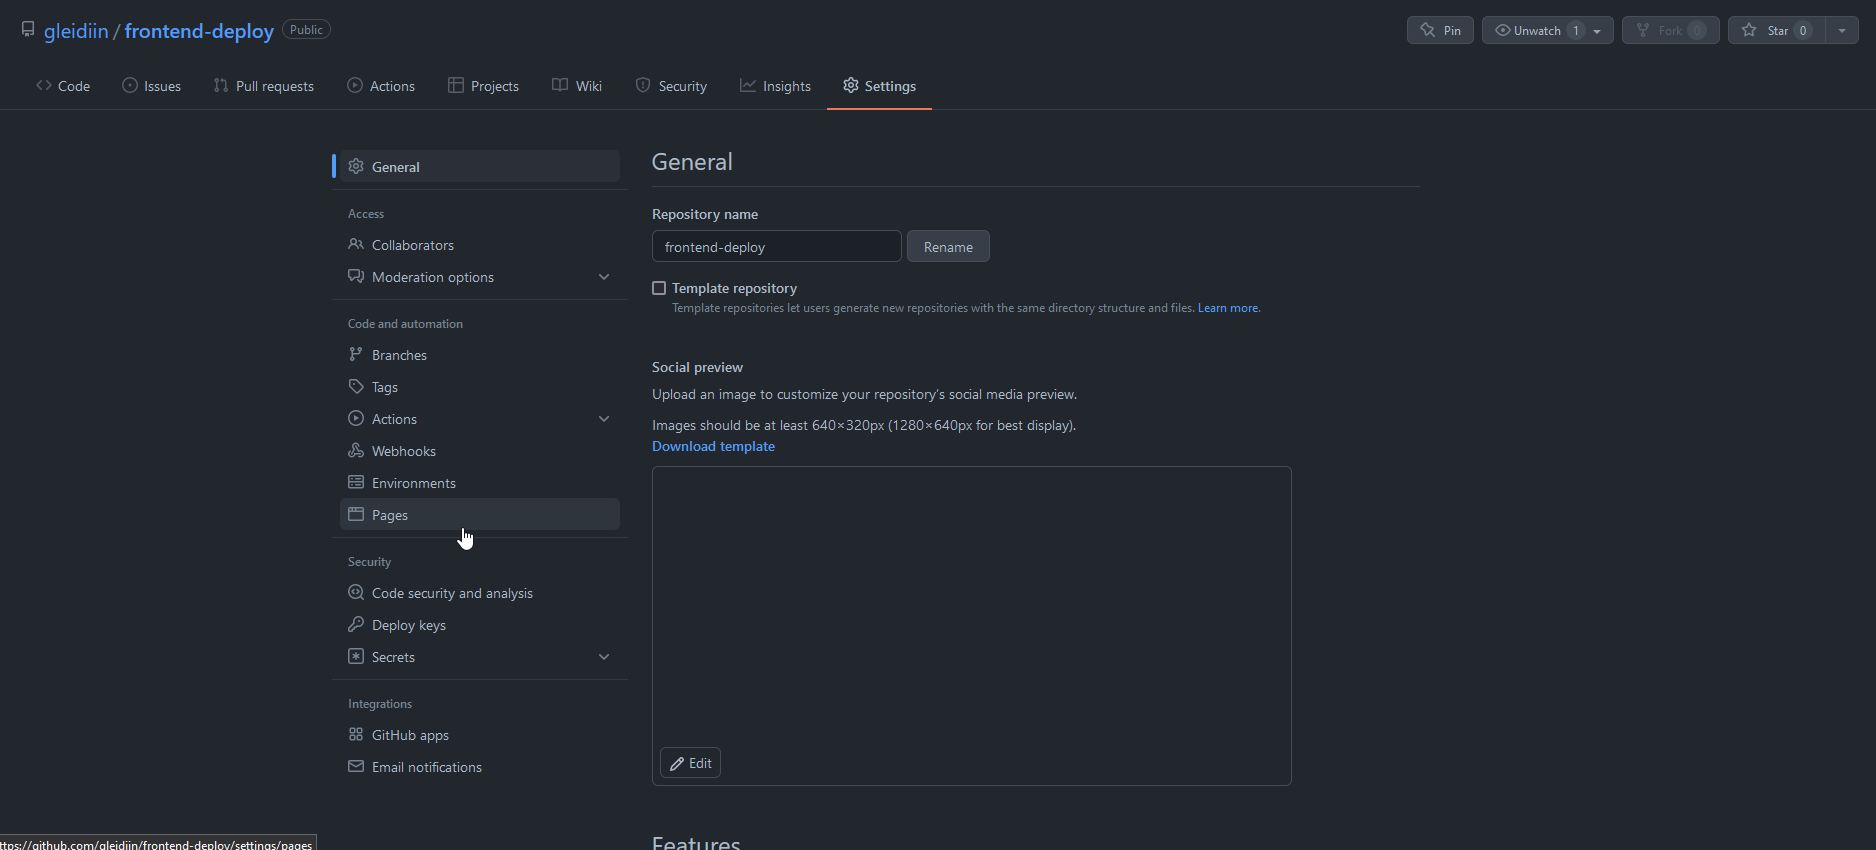 gleidiin / frontend-deploy Public
Pin Unwatch 1 Fork 0 Star 0
Code Issues Pull requests Actions Projects Wiki Security Insights Settings
General
Access
Collaborators
Moderation options
Code and automation
Branches
Tags
Actions
Webhooks
Environments
Pages
Security
Code security and analysis
Deploy keys
Secrets
Integrations
GitHub apps
Email notifications
General
Repository name
frontend-deploy Rename
Template repository
Template repositories let users generate new repositories with the same directory structure and files. Learn more.
Social preview
Upload an image to customize your repository's social media preview.
Images should be at least 640×320px (1280×640px for best display).
Download template
Edit
Features
ttps://github.com/gleidiin/frontend-deploy/settings/pages